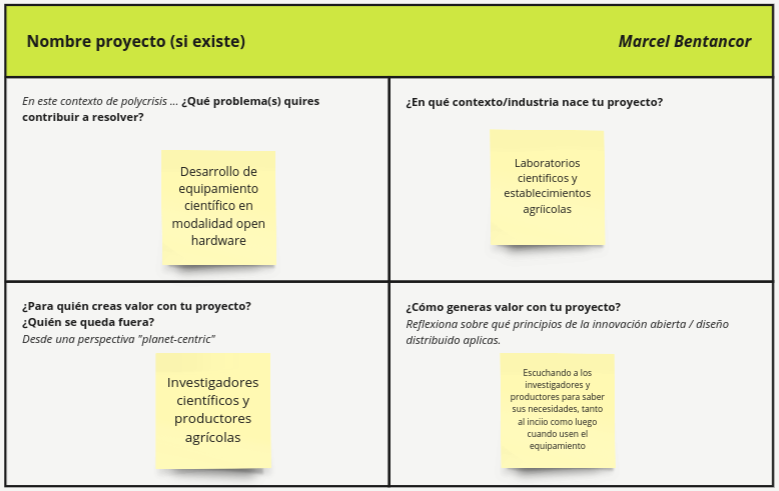 Nombre proyecto (si existe)
Marcel Bentancor
En este contexto de polycrisis ... ¿Qué problema(s) quires
contribuir a resolver?
Desarrollo de
equipamiento
científico en
modalidad open
hardware
¿En qué contexto/industria nace tu proyecto?
Laboratorios
cientificos y
establecimientos
agríicolas
¿Para quién creas valor con tu proyecto?
¿Quién se queda fuera?
Desde una perspectiva "planet-centric"
Investigadores
científicos y
productores
agrícolas
¿Cómo generas valor con tu proyecto?
Reflexiona sobre qué principios de la innovación abierta / diseño
distribuido aplicas.
Escuchando a los
investigadores y
productores para saber
sus necesidades, tanto
al inciio como luego
cuando usen el
equipamiento